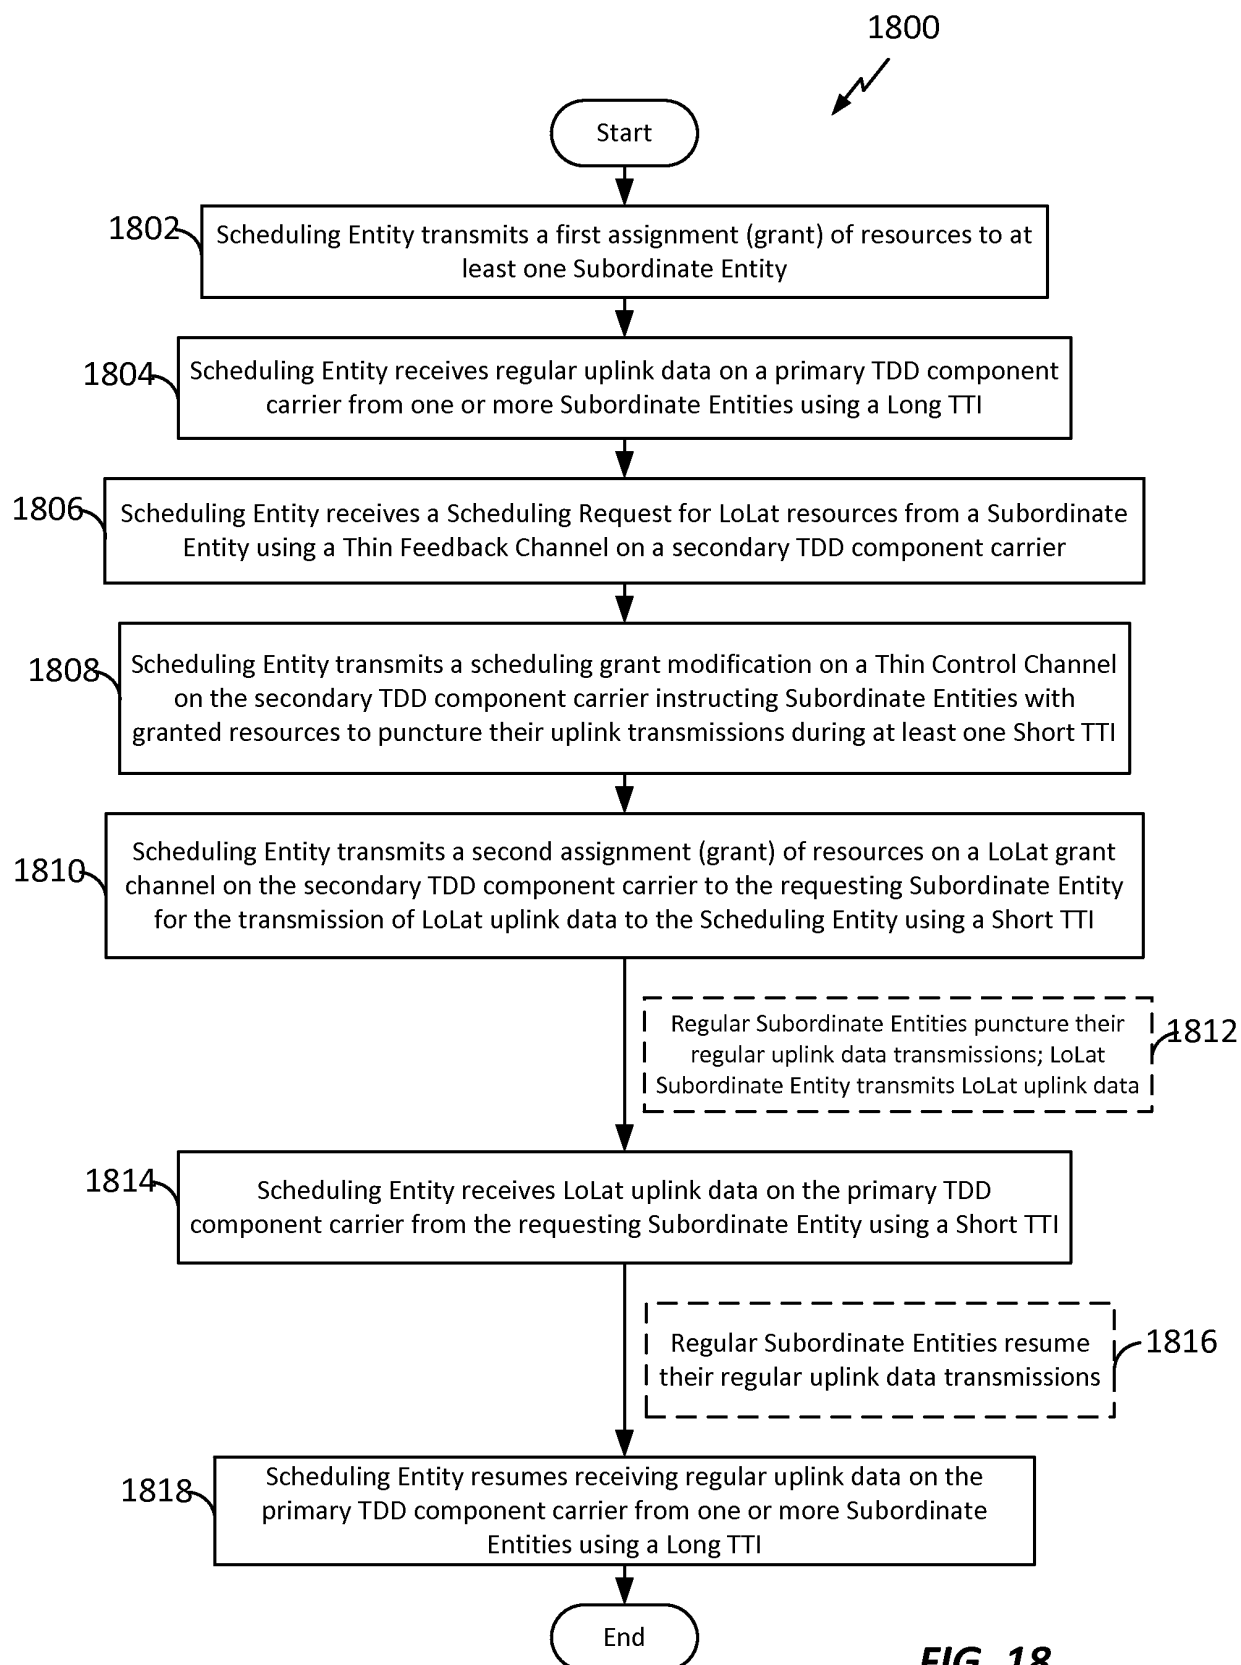 1800
Start
1802
Scheduling Entity transmits a first assignment (grant) of resources to at
least one Subordinate Entity
1804
Scheduling Entity receives regular uplink data on a primary TDD component
carrier from one or more Subordinate Entities using a Long TTI
1806
Scheduling Entity receives a Scheduling Request for LoLat resources from a Subordinate
Entity using a Thin Feedback Channel on a secondary TDD component carrier
1808
Scheduling Entity transmits a scheduling grant modification on a Thin Control Channel
on the secondary TDD component carrier instructing Subordinate Entities with
granted resources to puncture their uplink transmissions during at least one Short TTI
1810
Scheduling Entity transmits a second assignment (grant) of resources on a LoLat grant
channel on the secondary TDD component carrier to the requesting Subordinate Entity
for the transmission of LoLat uplink data to the Scheduling Entity using a Short TTI
Regular Subordinate Entities puncture their
regular uplink data transmissions; LoLat
Subordinate Entity transmits LoLat uplink data
1812
1814
Scheduling Entity receives LoLat uplink data on the primary TDD
component carrier from the requesting Subordinate Entity using a Short TTI
Regular Subordinate Entities resume
their regular uplink data transmissions
1816
1818
Scheduling Entity resumes receiving regular uplink data on the
primary TDD component carrier from one or more Subordinate
Entities using a Long TTI
End
FIG. 18